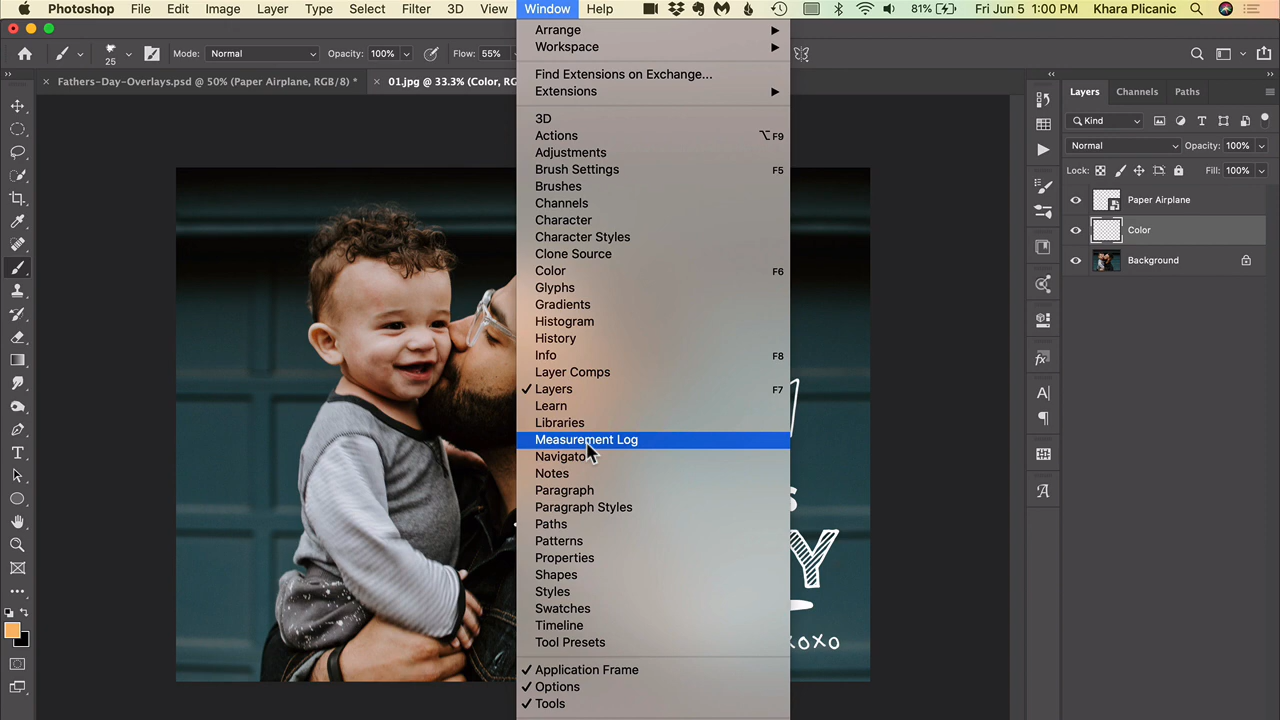 Photoshop File Edit Image Layer Type Select Filter 3D View Window Help 81% Fri Jun 5 1:00 PM Khara Plicanic
25 Mode: Normal Opacity: 100% Flow: 55%
Fathers-Day-Overlays.psd @ 50% (Paper Airplane, RGB/8) * 01.jpg @ 33.3% (Color, RG
Arrange
Workspace
Find Extensions on Exchange...
Extensions
3D
Actions ⌥F9
Adjustments
Brush Settings F5
Brushes
Channels
Character
Character Styles
Clone Source
Color F6
Glyphs
Gradients
Histogram
History
Info F8
Layer Comps
Layers F7
Learn
Libraries
Measurement Log
Navigato
Notes
Paragraph
Paragraph Styles
Paths
Patterns
Properties
Shapes
Styles
Swatches
Timeline
Tool Presets
Application Frame
Options
Tools
s
Y
xoxo
Layers Channels Paths
Kind
Normal Opacity: 100%
Lock: Fill: 100%
Paper Airplane
Color
Background